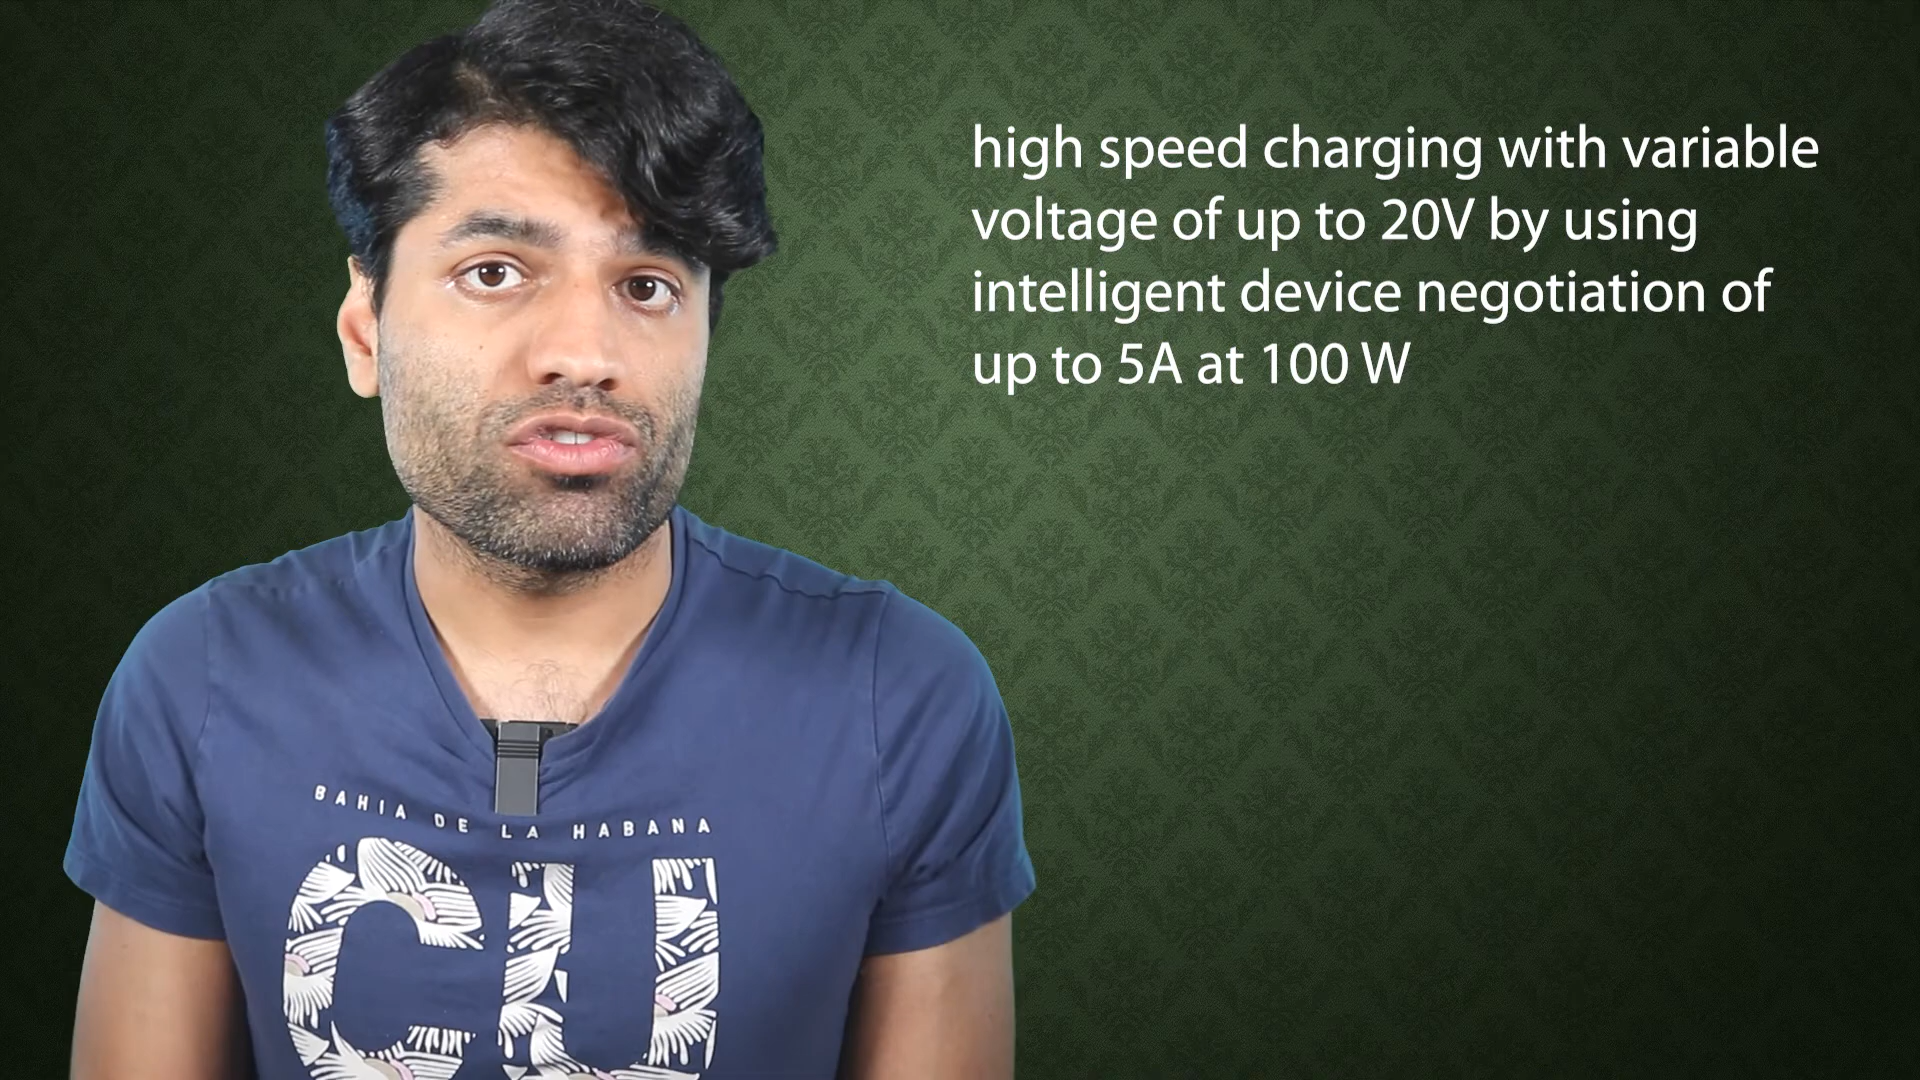 high speed charging with variable
voltage of up to 20V by using
intelligent device negotiation of
up to 5A at 100 W
BAHIA DE LA HABANA
CU